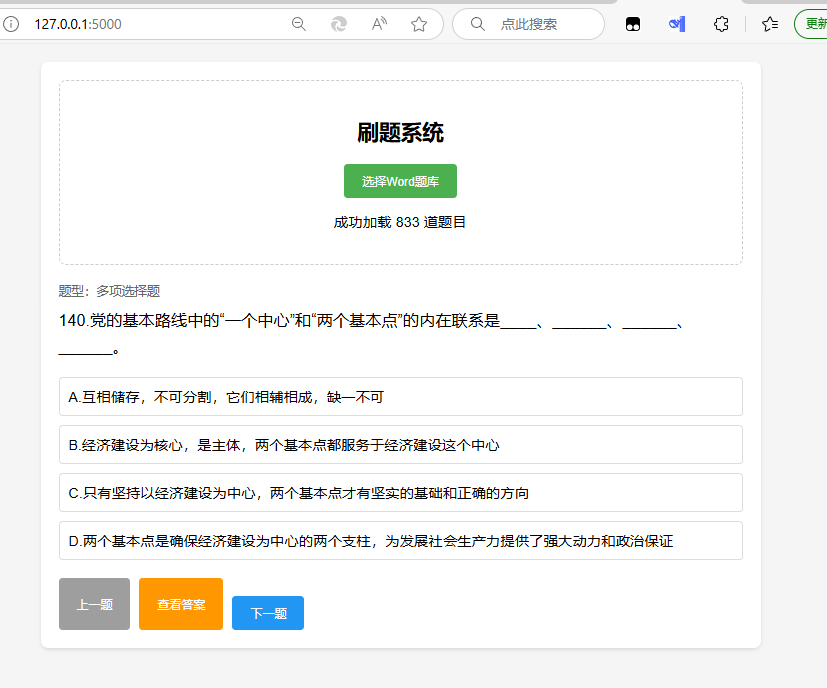 127.0.0.1:5000
点此搜索
刷题系统
选择Word题库
成功加载 833 道题目
题型：多项选择题
140.党的基本路线中的“一个中心”和“两个基本点”的内在联系是____、______、______、
______。
A.互相储存，不可分割，它们相辅相成，缺一不可
B.经济建设为核心，是主体，两个基本点都服务于经济建设这个中心
C.只有坚持以经济建设为中心，两个基本点才有坚实的基础和正确的方向
D.两个基本点是确保经济建设为中心的两个支柱，为发展社会生产力提供了强大动力和政治保证
上一题
查看答案
下一题